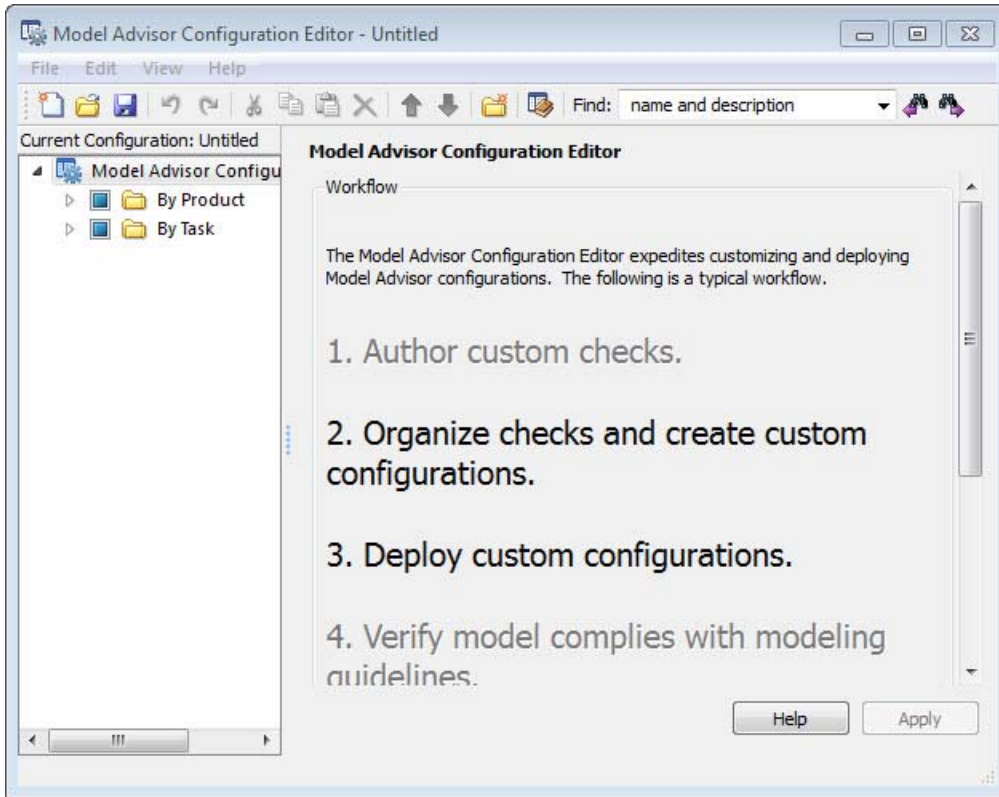 Model Advisor Configuration Editor - Untitled
File Edit View Help
Find: name and description
Current Configuration: Untitled
Model Advisor Configu
By Product
By Task
Model Advisor Configuration Editor
Workflow
The Model Advisor Configuration Editor expedites customizing and deploying
Model Advisor configurations. The following is a typical workflow.
1. Author custom checks.
2. Organize checks and create custom
configurations.
3. Deploy custom configurations.
4. Verify model complies with modeling
guidelines.
Help Apply